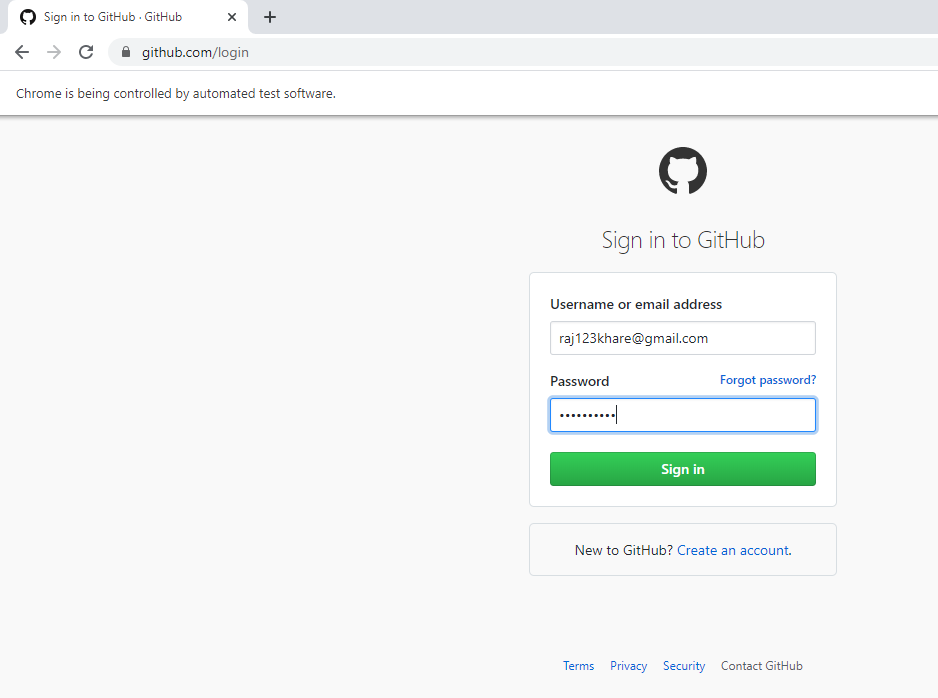 Sign in to GitHub · GitHub
github.com/login
Chrome is being controlled by automated test software.
Sign in to GitHub
Username or email address
raj123khare@gmail.com
Password Forgot password?
••••••••••
Sign in
New to GitHub? Create an account.
Terms Privacy Security Contact GitHub